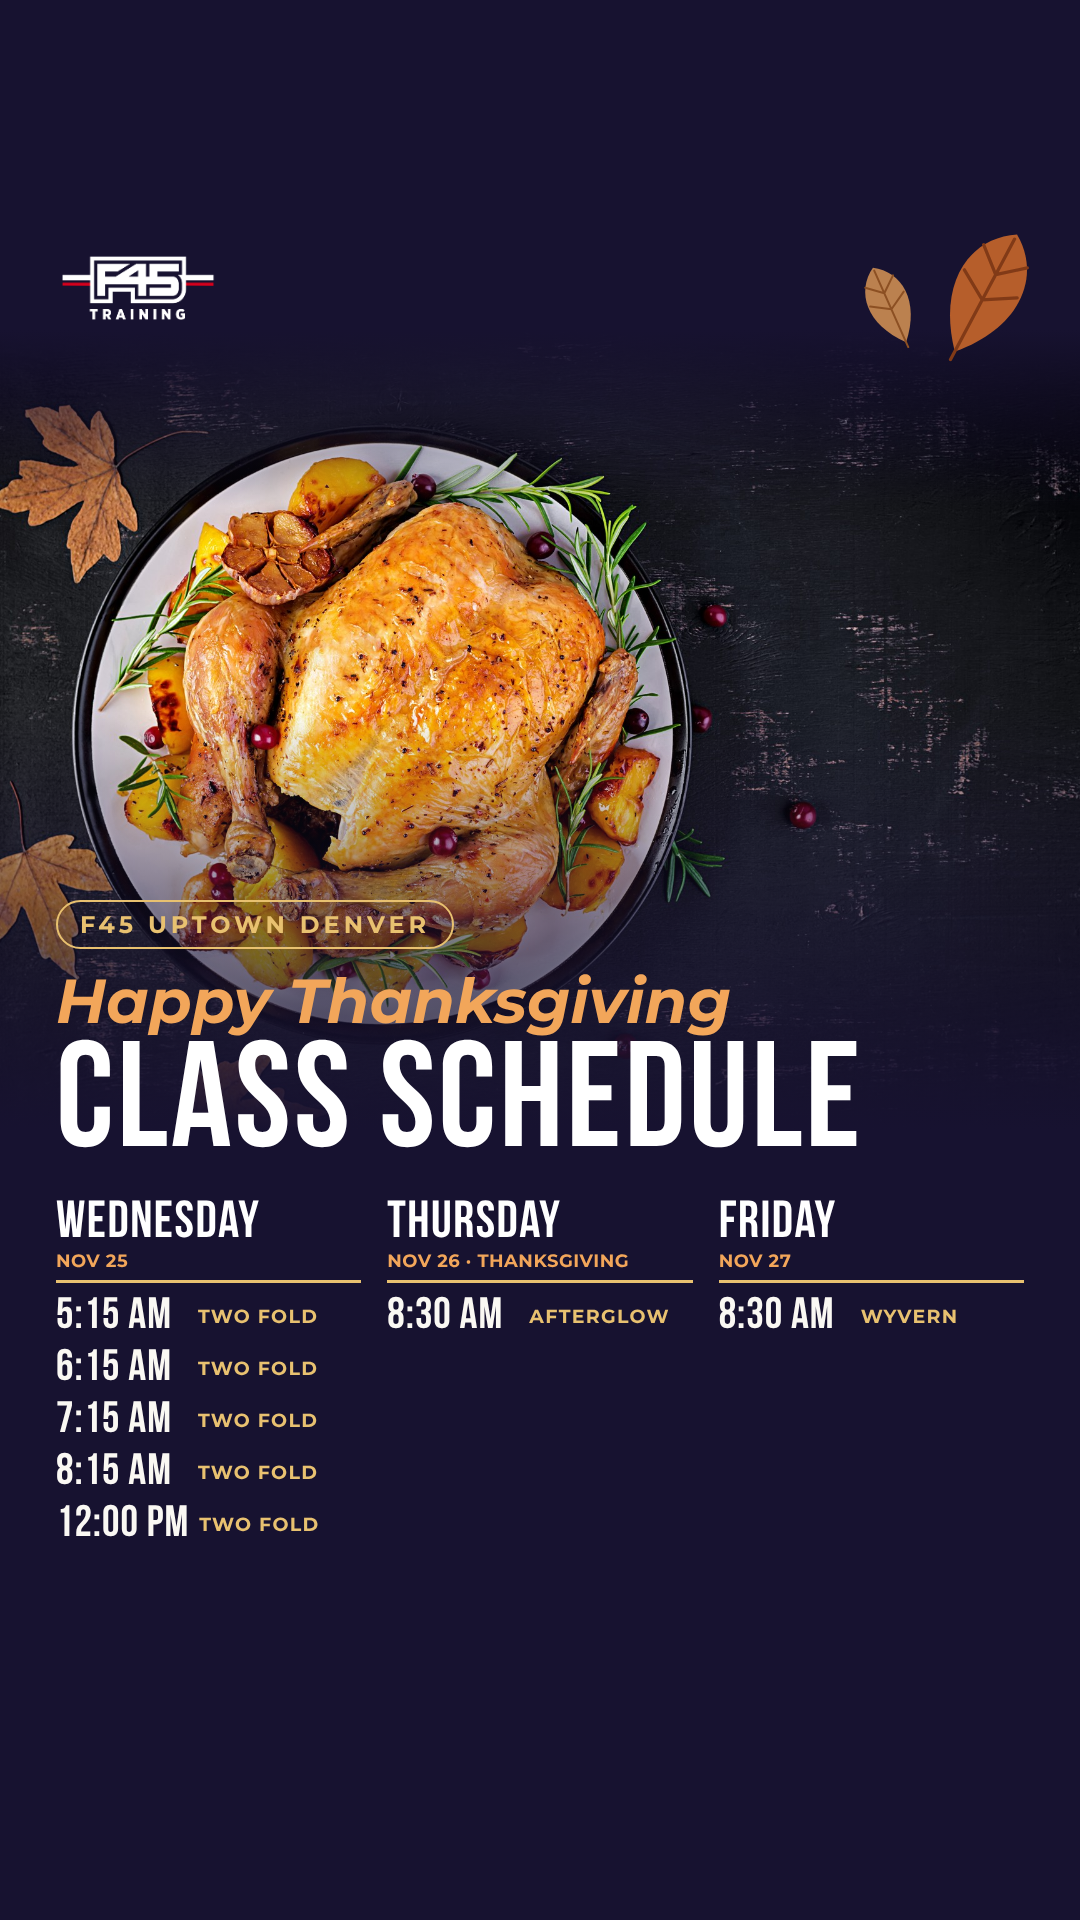 F45
TRAINING
F45 UPTOWN DENVER
Happy Thanksgiving
CLASS SCHEDULE
WEDNESDAY
NOV 25
5:15 AM TWO FOLD
6:15 AM TWO FOLD
7:15 AM TWO FOLD
8:15 AM TWO FOLD
12:00 PM TWO FOLD
THURSDAY
NOV 26 · THANKSGIVING
8:30 AM AFTERGLOW
FRIDAY
NOV 27
8:30 AM WYVERN